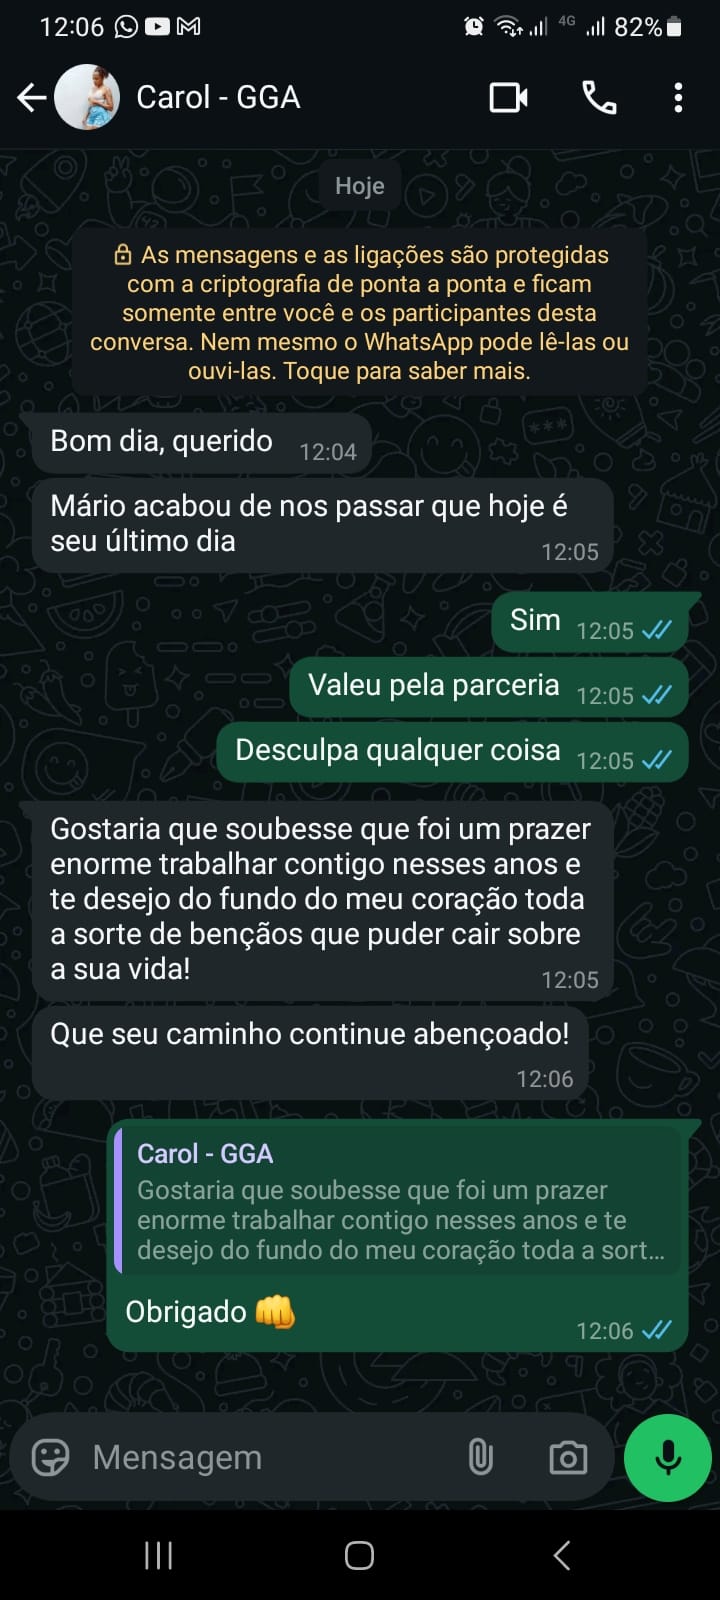 12:06 4G 82%
Carol - GGA
Hoje
As mensagens e as ligações são protegidas
com a criptografia de ponta a ponta e ficam
somente entre você e os participantes desta
conversa. Nem mesmo o WhatsApp pode lê-las ou
ouvi-las. Toque para saber mais.
Bom dia, querido 12:04
Mário acabou de nos passar que hoje é
seu último dia
12:05
Sim 12:05
Valeu pela parceria 12:05
Desculpa qualquer coisa 12:05
Gostaria que soubesse que foi um prazer
enorme trabalhar contigo nesses anos e
te desejo do fundo do meu coração toda
a sorte de bençãos que puder cair sobre
a sua vida!
12:05
Que seu caminho continue abençoado!
12:06
Carol - GGA
Gostaria que soubesse que foi um prazer
enorme trabalhar contigo nesses anos e te
desejo do fundo do meu coração toda a sort...
Obrigado 👊
12:06
Mensagem